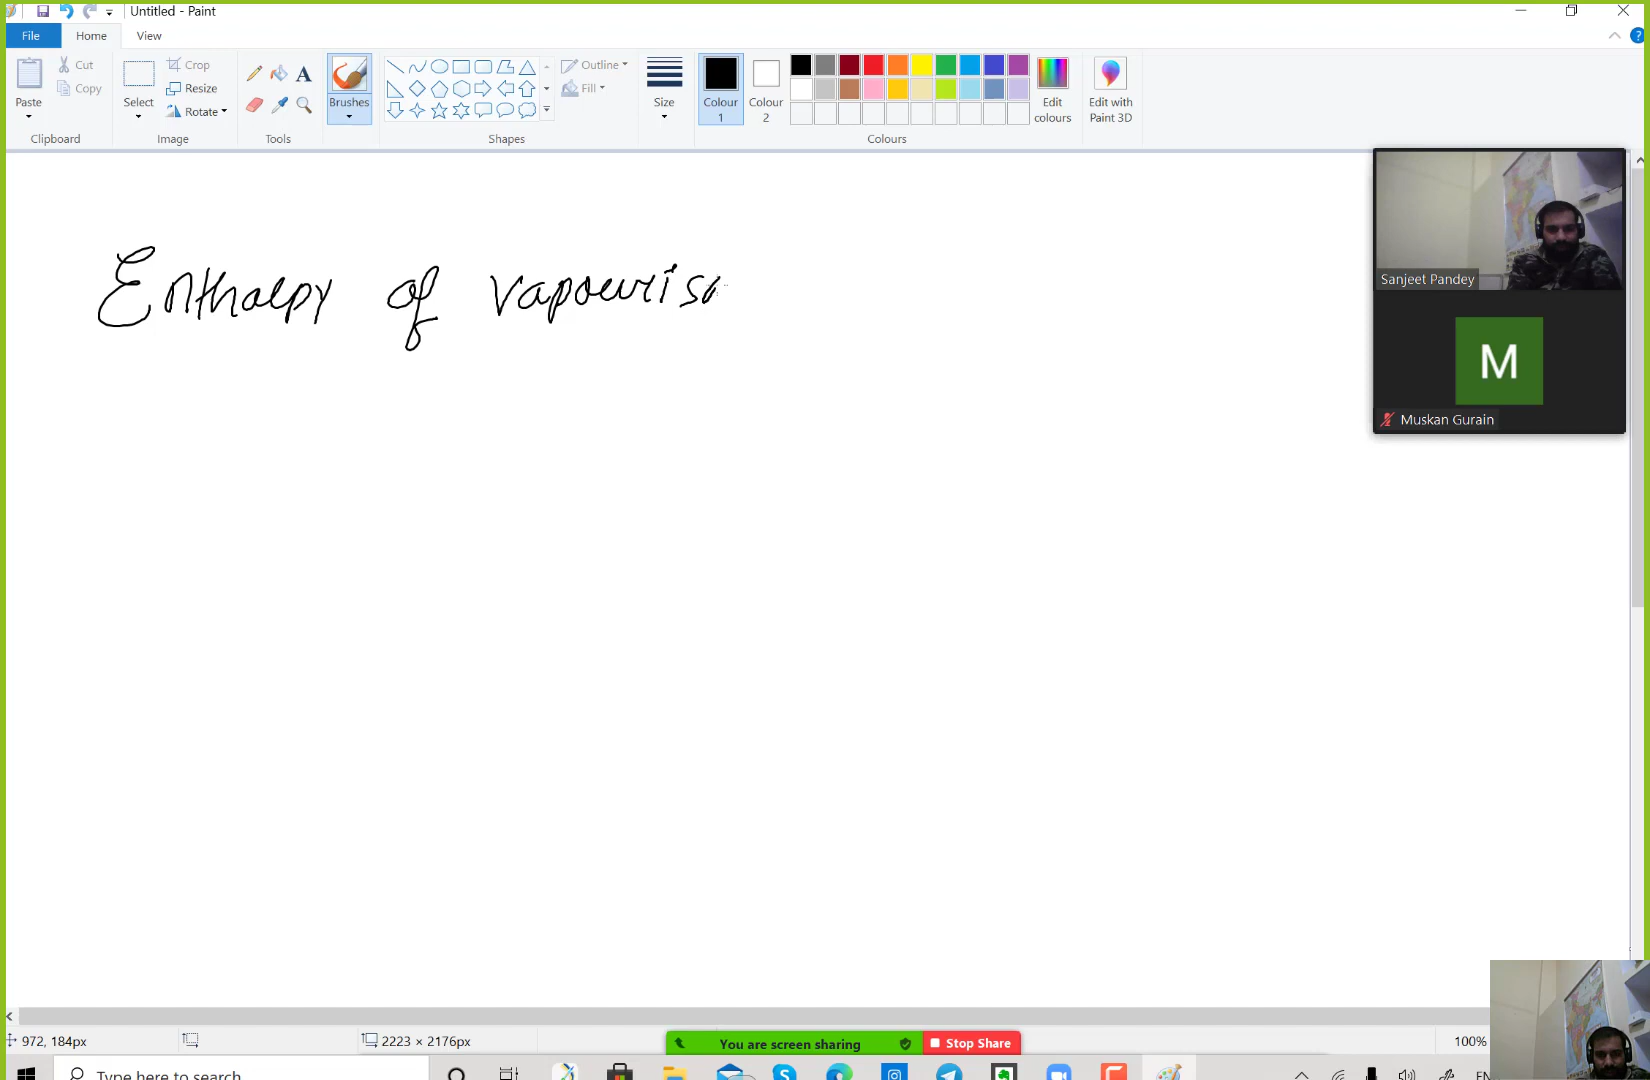 Untitled - Paint
File Home View
Paste Cut Copy Clipboard
Select Crop Resize Rotate Image
A Tools
Brushes
Outline Fill Shapes
Size
Colour 1 Colour 2 Edit colours Colours
Edit with Paint 3D
Enthalpy of
Sanjeet Pandey
M
Muskan Gurain
972, 184px 2223 × 2176px 100%
You are screen sharing Stop Share
Type here to search